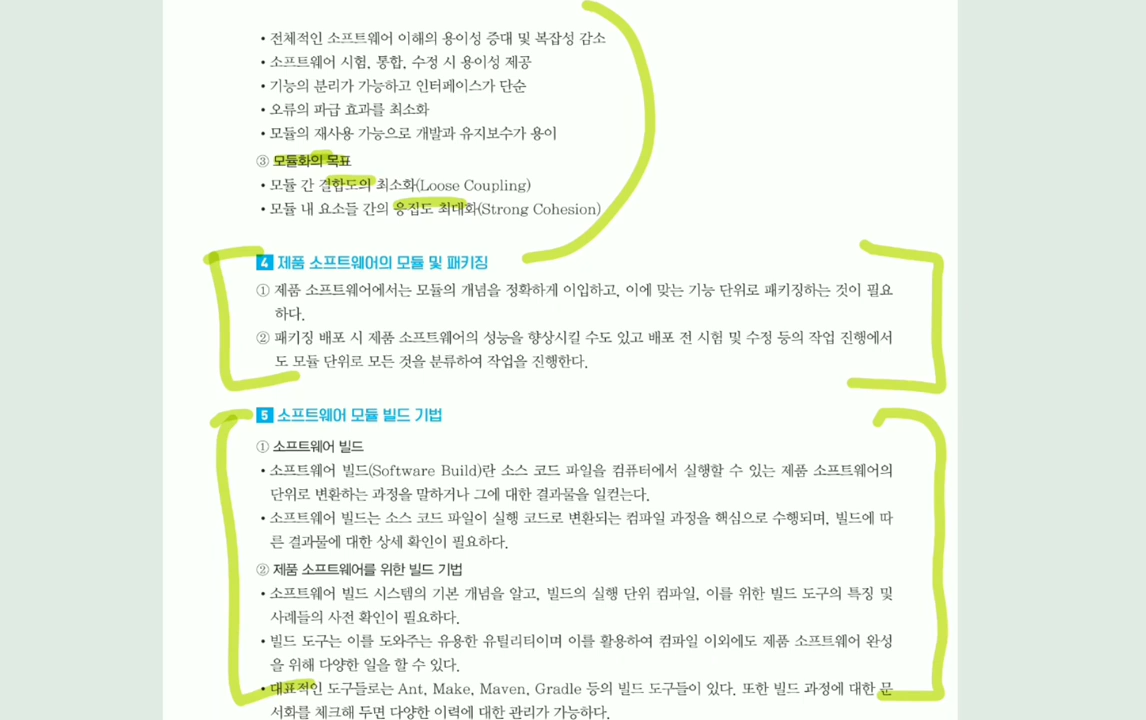 • 전체적인 소프트웨어 이해의 용이성 증대 및 복잡성 감소
• 소프트웨어 시험, 통합, 수정 시 용이성 제공
• 기능의 분리가 가능하고 인터페이스가 단순
• 오류의 파급 효과를 최소화
• 모듈의 재사용 가능으로 개발과 유지보수가 용이
③ 모듈화의 목표
• 모듈 간 결합도의 최소화(Loose Coupling)
• 모듈 내 요소들 간의 응집도 최대화(Strong Cohesion)
4 제품 소프트웨어의 모듈 및 패키징
① 제품 소프트웨어에서는 모듈의 개념을 정확하게 이입하고, 이에 맞는 기능 단위로 패키징하는 것이 필요
하다.
② 패키징 배포 시 제품 소프트웨어의 성능을 향상시킬 수도 있고 배포 전 시험 및 수정 등의 작업 진행에서
도 모듈 단위로 모든 것을 분류하여 작업을 진행한다.
5 소프트웨어 모듈 빌드 기법
① 소프트웨어 빌드
• 소프트웨어 빌드(Software Build)란 소스 코드 파일을 컴퓨터에서 실행할 수 있는 제품 소프트웨어의
단위로 변환하는 과정을 말하거나 그에 대한 결과물을 일컫는다.
• 소프트웨어 빌드는 소스 코드 파일이 실행 코드로 변환되는 컴파일 과정을 핵심으로 수행되며, 빌드에 따
른 결과물에 대한 상세 확인이 필요하다.
② 제품 소프트웨어를 위한 빌드 기법
• 소프트웨어 빌드 시스템의 기본 개념을 알고, 빌드의 실행 단위 컴파일, 이를 위한 빌드 도구의 특징 및
사례들의 사전 확인이 필요하다.
• 빌드 도구는 이를 도와주는 유용한 유틸리티이며 이를 활용하여 컴파일 이외에도 제품 소프트웨어 완성
을 위해 다양한 일을 할 수 있다.
• 대표적인 도구들로는 Ant, Make, Maven, Gradle 등의 빌드 도구들이 있다. 또한 빌드 과정에 대한 문
서화를 체크해 두면 다양한 이력에 대한 관리가 가능하다.